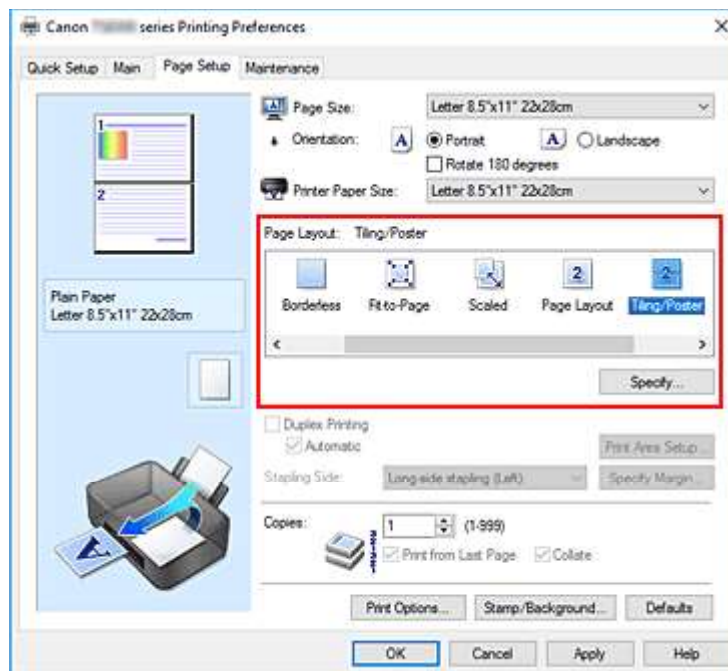 Canon series Printing Preferences
Quick Setup Main Page Setup Maintenance
1
2
Plain Paper
Letter 8.5"x11" 22x28cm
Page Size: Letter 8.5"x11" 22x28cm
Orientation: A Portrait A Landscape
Rotate 180 degrees
Printer Paper Size: Letter 8.5"x11" 22x28cm
Page Layout: Tiling/Poster
Borderless Fit-to-Page Scaled Page Layout Tiling/Poster
Specify...
Duplex Printing
Automatic Print Area Setup...
Stapling Side: Long-side stapling (Left) Specify Margin...
Copies: 1 (1-999)
Print from Last Page Collate
Print Options... Stamp/Background... Defaults
OK Cancel Apply Help